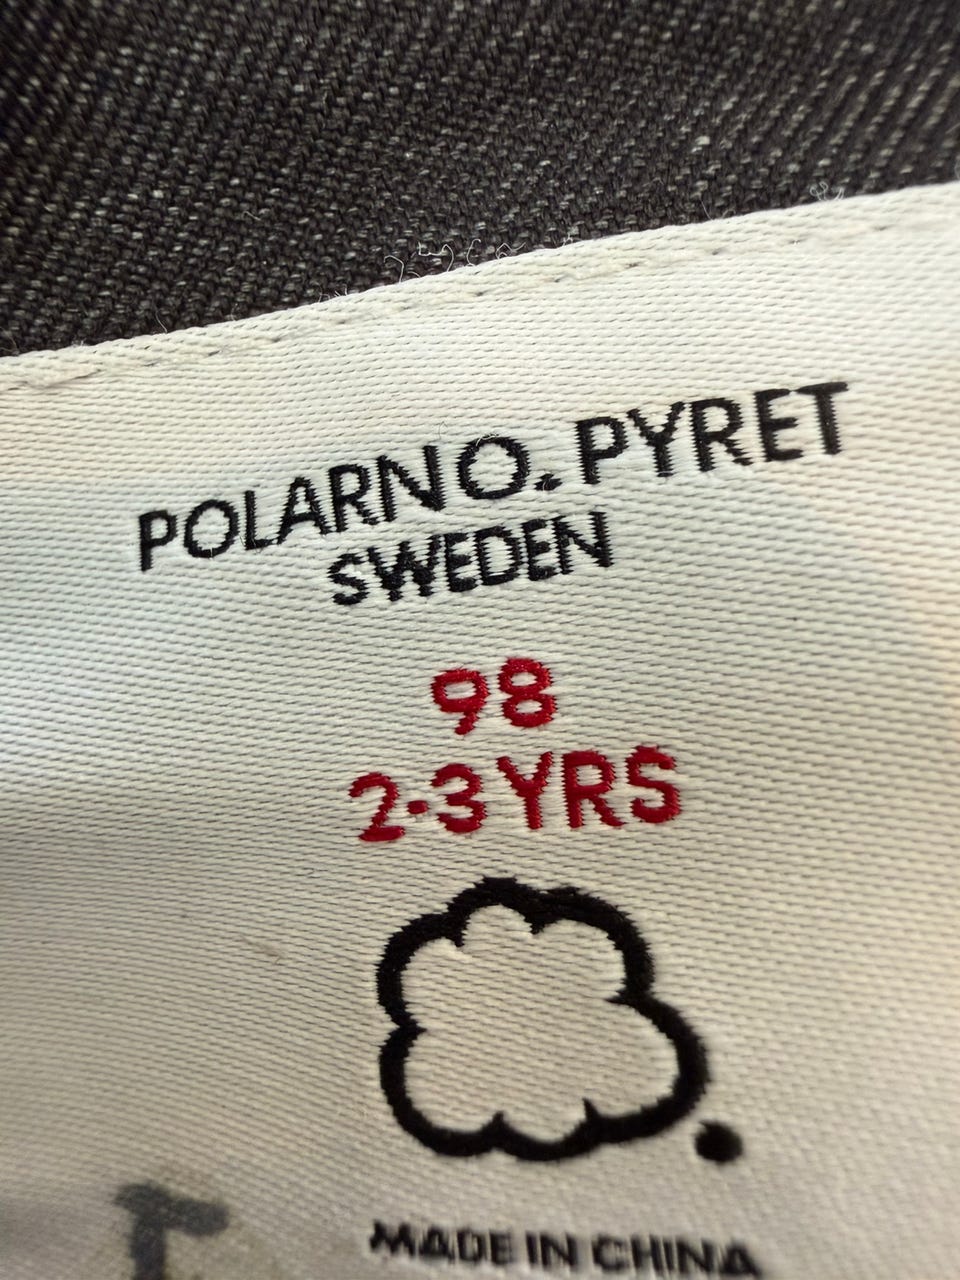 POLARN O. PYRET
SWEDEN
98
2-3 YRS
MADE IN CHINA